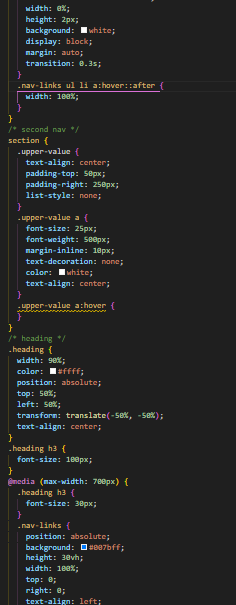 width: 0%;
height: 2px;
background: white;
display: block;
margin: auto;
transition: 0.3s;
}
.nav-links ul li a:hover::after {
width: 100%;
}
}
/* second nav */
section {
.upper-value {
text-align: center;
padding-top: 50px;
padding-right: 250px;
list-style: none;
}
.upper-value a {
font-size: 25px;
font-weight: 500px;
margin-inline: 10px;
text-decoration: none;
color: white;
text-align: center;
}
.upper-value a:hover {
}
}
/* heading */
.heading {
width: 90%;
color: #ffff;
position: absolute;
top: 50%;
left: 50%;
transform: translate(-50%, -50%);
text-align: center;
}
.heading h3 {
font-size: 100px;
}
@media (max-width: 700px) {
.heading h3 {
font-size: 30px;
}
.nav-links {
position: absolute;
background: #007bff;
height: 30vh;
width: 100%;
top: 0;
right: 0;
text-align: left;